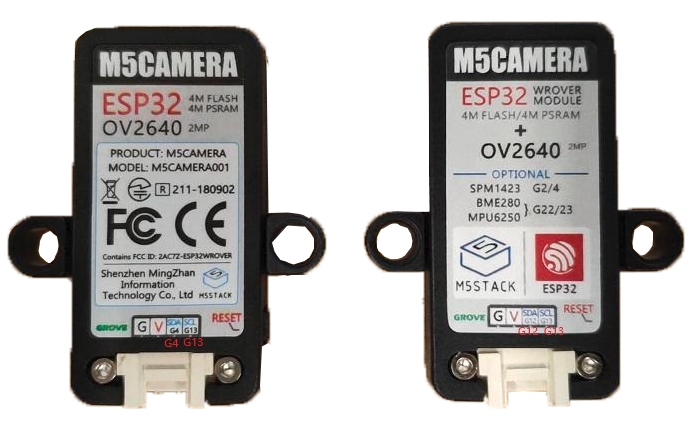 M5CAMERA
ESP32 4M FLASH
4M PSRAM
OV2640 2MP
PRODUCT: M5CAMERA
MODEL: M5CAMERA001
R 211-180902
FC CE
Contains FCC ID: 2AC7Z-ESP32WROVER
Shenzhen MingZhan
Information
Technology Co., Ltd
M5STACK
RESET
GROVE G V SDA SCL
G4 G13
G4 G13
M5CAMERA
ESP32 WROVER
MODULE
4M FLASH/4M PSRAM
+
OV2640 2MP
OPTIONAL
SPM1423 G2/4
BME280
MPU6250 } G22/23
M5STACK
ESP32
RESET
GROVE G V SDA SCL
G12 G13
G12 G13